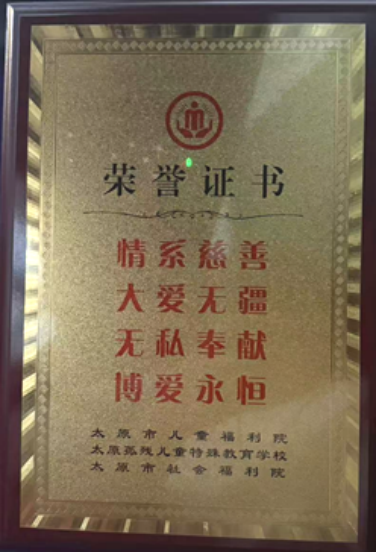 荣誉证书
情系慈善
大爱无疆
无私奉献
博爱永恒
太原市儿童福利院
太原孤残儿童特殊教育学校
太原市社会福利院